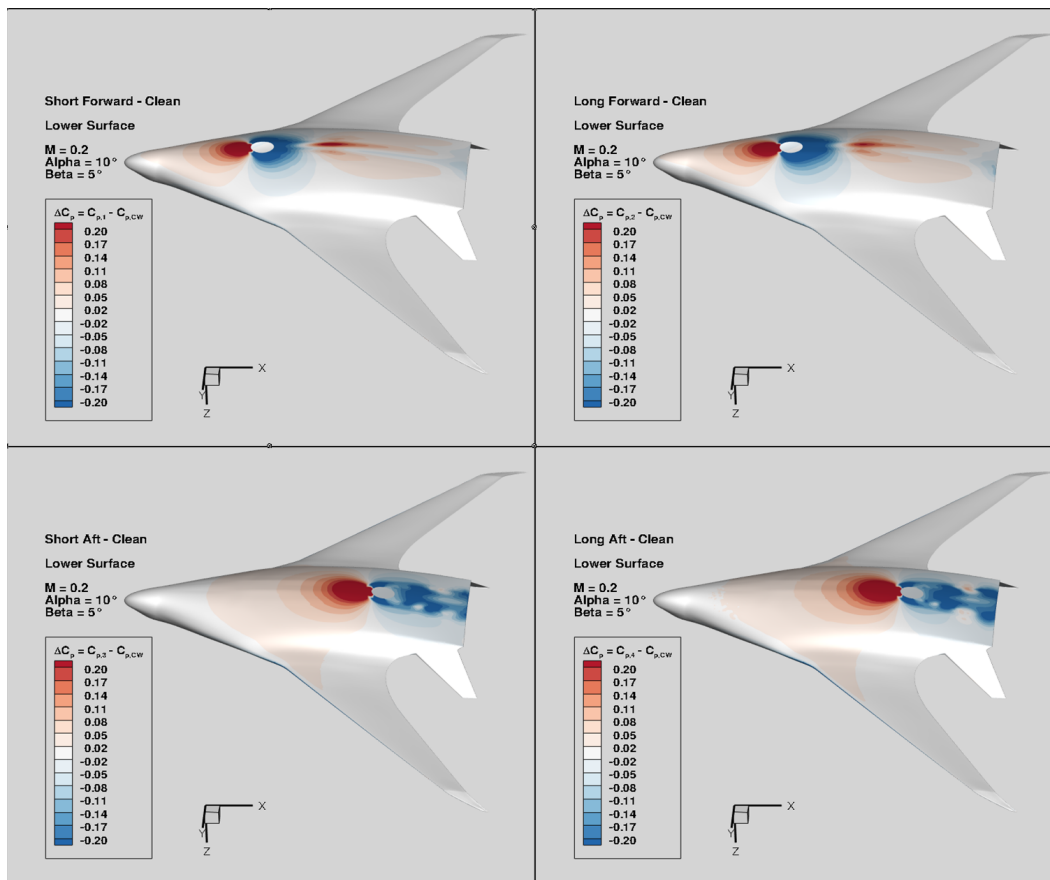 Short Forward - Clean
Lower Surface
M = 0.2
Alpha = 10°
Beta = 5°
ΔCp = Cp,1 - Cp,CW
0.20
0.17
0.14
0.11
0.08
0.05
0.02
-0.02
-0.05
-0.08
-0.11
-0.14
-0.17
-0.20
X
Y
Z
Long Forward - Clean
Lower Surface
M = 0.2
Alpha = 10°
Beta = 5°
ΔCp = Cp,2 - Cp,CW
0.20
0.17
0.14
0.11
0.08
0.05
0.02
-0.02
-0.05
-0.08
-0.11
-0.14
-0.17
-0.20
X
Y
Z
Short Aft - Clean
Lower Surface
M = 0.2
Alpha = 10°
Beta = 5°
ΔCp = Cp,3 - Cp,CW
0.20
0.17
0.14
0.11
0.08
0.05
0.02
-0.02
-0.05
-0.08
-0.11
-0.14
-0.17
-0.20
X
Y
Z
Long Aft - Clean
Lower Surface
M = 0.2
Alpha = 10°
Beta = 5°
ΔCp = Cp,4 - Cp,CW
0.20
0.17
0.14
0.11
0.08
0.05
0.02
-0.02
-0.05
-0.08
-0.11
-0.14
-0.17
-0.20
X
Y
Z